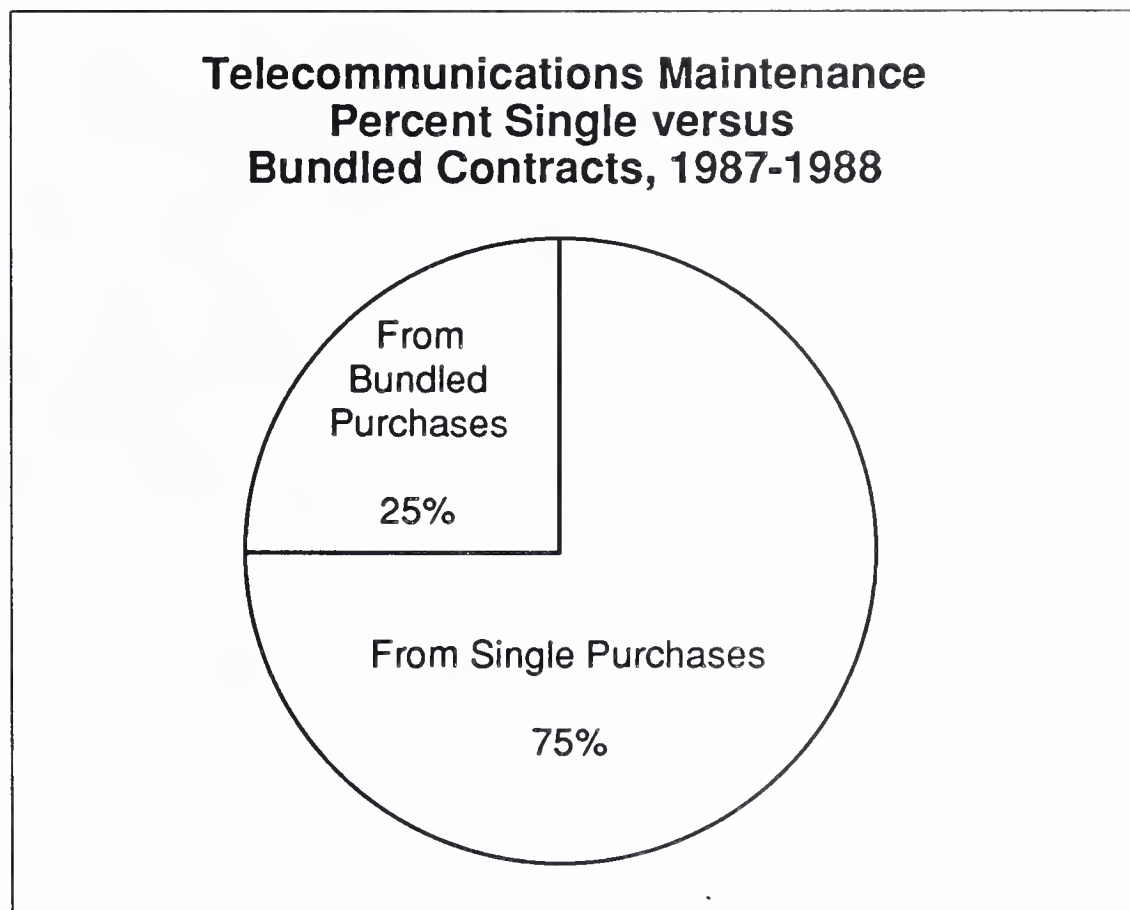 Telecommunications Maintenance
Percent Single versus
Bundled Contracts, 1987-1988
From
Bundled
Purchases
25%
From Single Purchases
75%